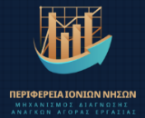 ΠΕΡΙΦΕΡΕΙΑ ΙΟΝΙΩΝ ΝΗΣΩΝ
ΜΗΧΑΝΙΣΜΟΣ ΔΙΑΓΝΩΣΗΣ
ΑΝΑΓΚΩΝ ΑΓΟΡΑΣ ΕΡΓΑΣΙΑΣ